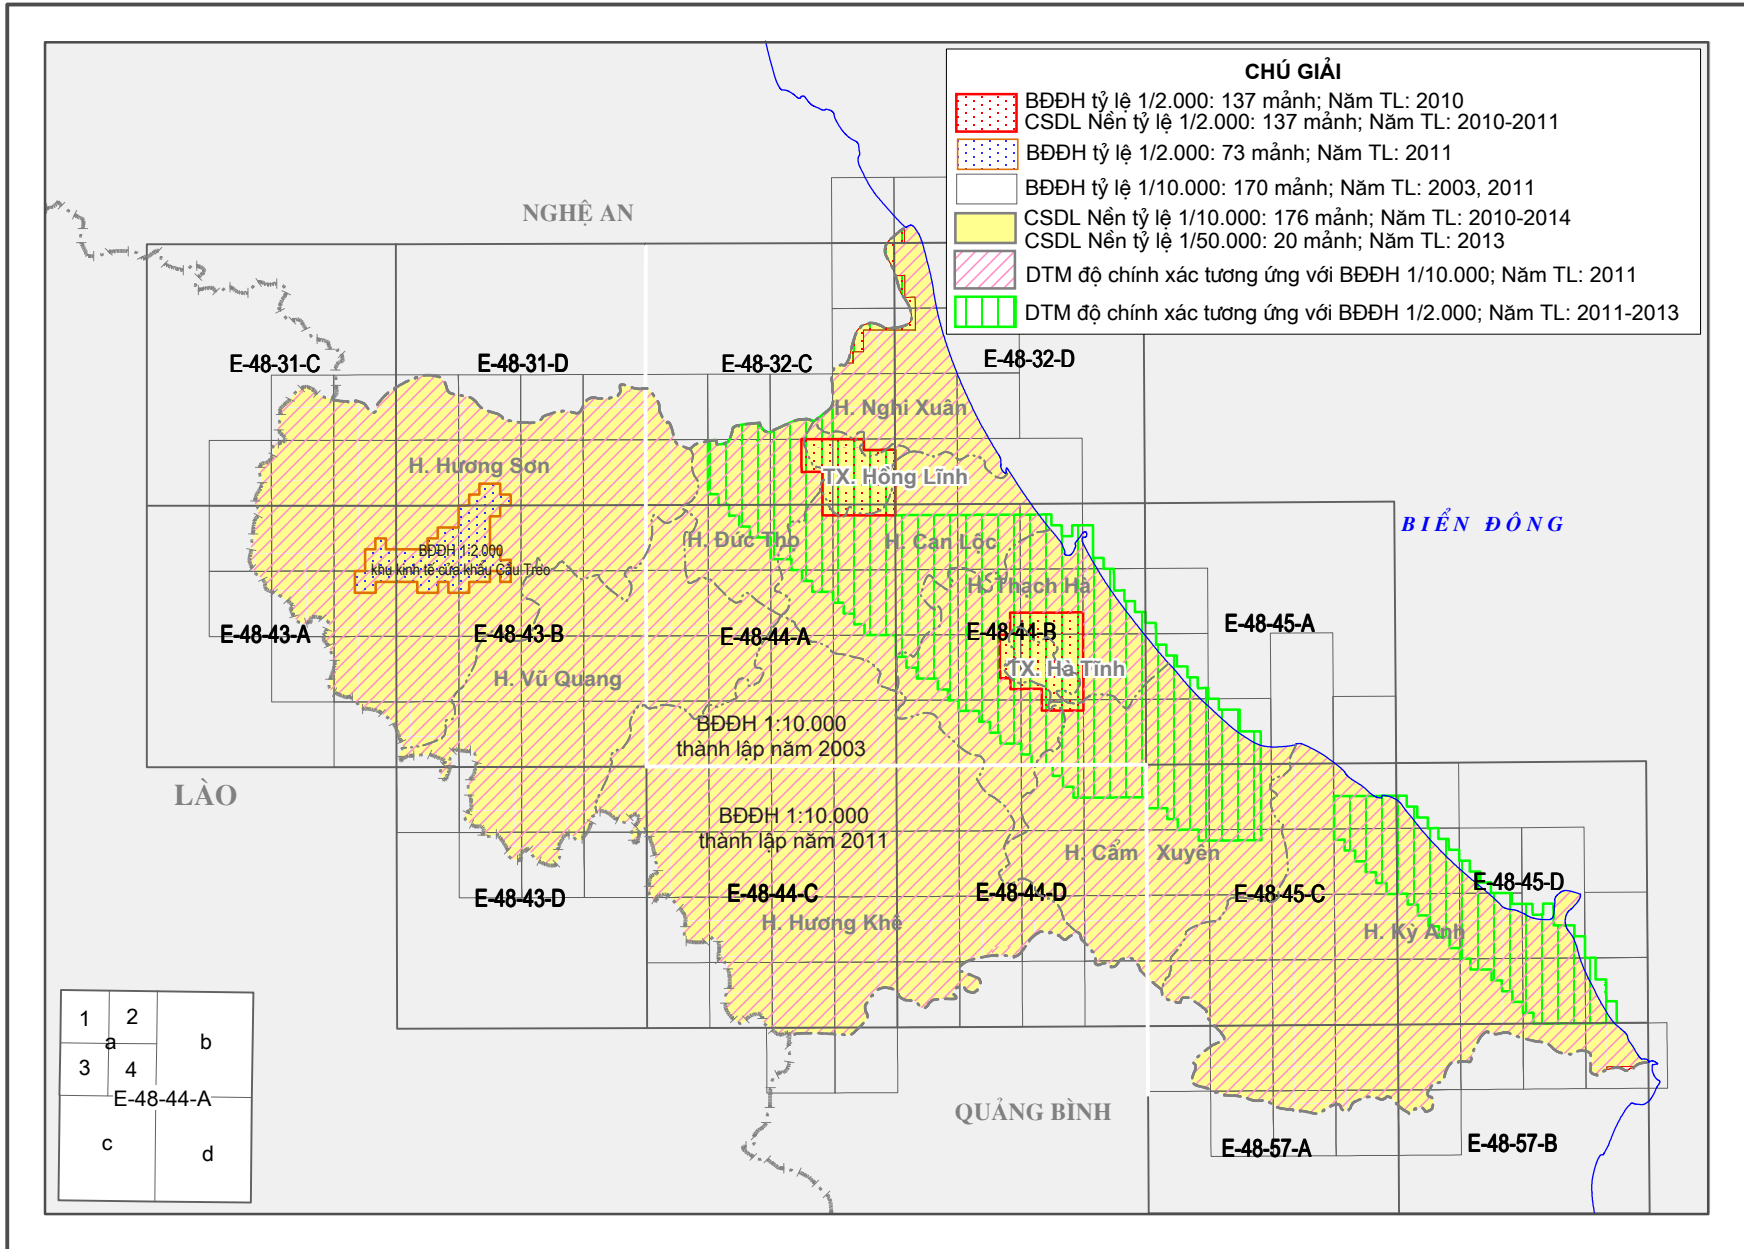 CHÚ GIẢI
BĐĐH tỷ lệ 1/2.000: 137 mảnh; Năm TL: 2010
CSDL Nền tỷ lệ 1/2.000: 137 mảnh; Năm TL: 2010-2011
BĐĐH tỷ lệ 1/2.000: 73 mảnh; Năm TL: 2011
BĐĐH tỷ lệ 1/10.000: 170 mảnh; Năm TL: 2003, 2011
CSDL Nền tỷ lệ 1/10.000: 176 mảnh; Năm TL: 2010-2014
CSDL Nền tỷ lệ 1/50.000: 20 mảnh; Năm TL: 2013
DTM độ chính xác tương ứng với BĐĐH 1/10.000; Năm TL: 2011
DTM độ chính xác tương ứng với BĐĐH 1/2.000; Năm TL: 2011-2013
NGHỆ AN
E-48-31-C
E-48-31-D
E-48-32-C
E-48-32-D
H. Nghi Xuân
H. Hương Sơn
TX. Hồng Lĩnh
BIỂN ĐÔNG
H. Đức Thọ
H. Can Lộc
BĐĐH 1:2.000
khu kinh tế cửa khẩu Cầu Treo
H. Thạch Hà
E-48-43-A
E-48-43-B
E-48-44-A
E-48-44-B
E-48-45-A
TX. Hà Tĩnh
H. Vũ Quang
BĐĐH 1:10.000
thành lập năm 2003
LÀO
BĐĐH 1:10.000
thành lập năm 2011
H. Cẩm Xuyên
E-48-43-D
E-48-44-C
E-48-44-D
E-48-45-C
E-48-45-D
H. Hương Khê
H. Kỳ Anh
1
2
a
b
3
4
E-48-44-A
c
d
QUẢNG BÌNH
E-48-57-A
E-48-57-B